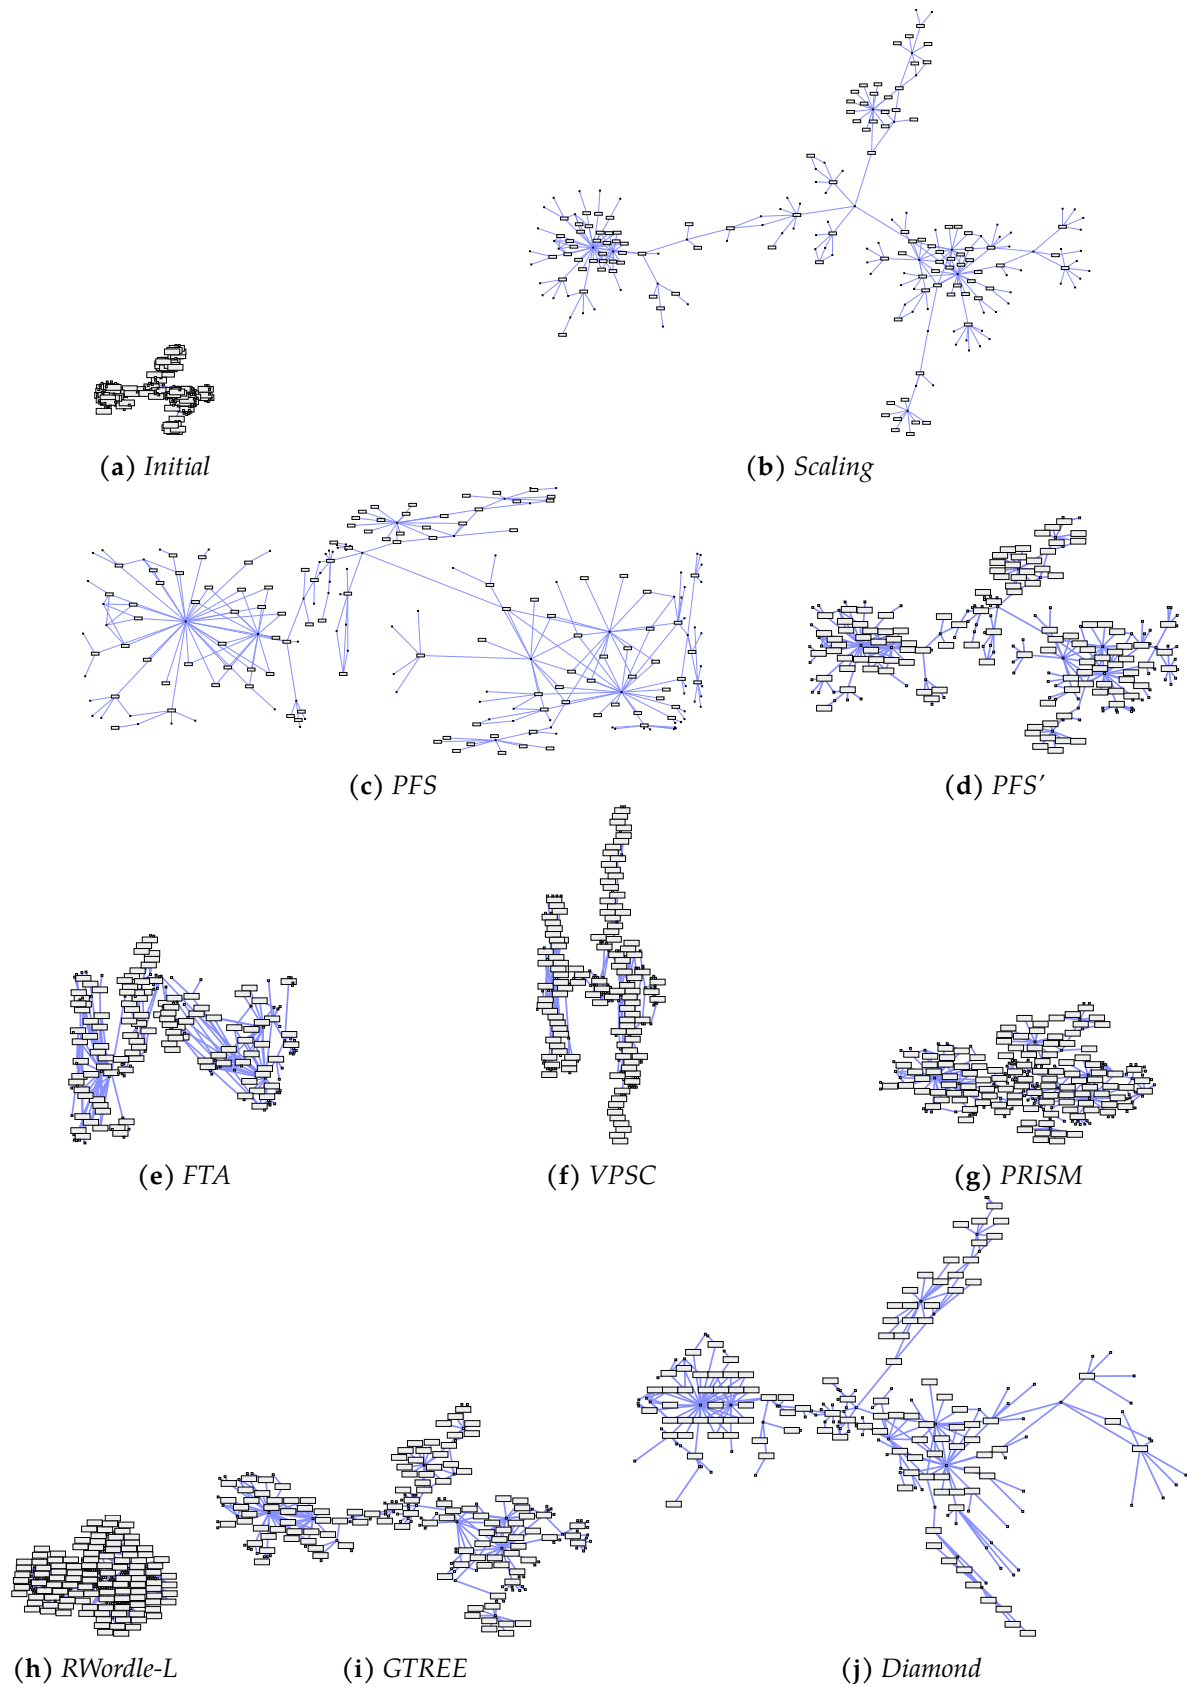 (a) Initial
(b) Scaling
(c) PFS
(d) PFS′
(e) FTA
(f) VPSC
(g) PRISM
(h) RWordle-L
(i) GTREE
(j) Diamond